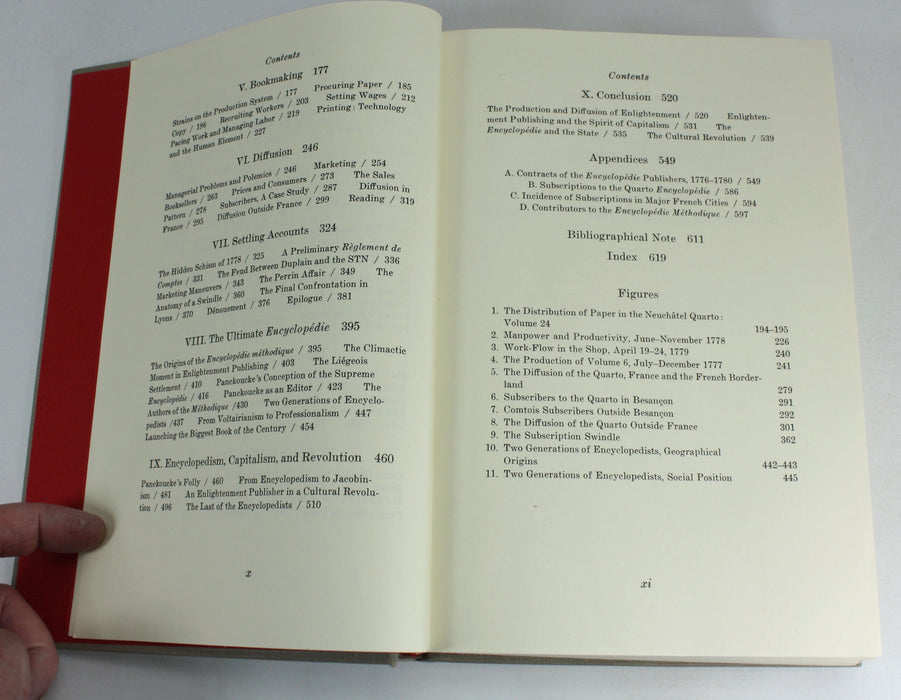 Contents
V. Bookmaking 177
Strains on the Production System / 177 Procuring Paper / 185
Copy / 196 Recruiting Workers / 203 Setting Wages / 212
Pacing Work and Managing Labor / 219 Printing: Technology
and the Human Element / 227
VI. Diffusion 246
Managerial Problems and Polemics / 246 Marketing / 254
Booksellers / 263 Prices and Consumers / 273 The Sales
Pattern / 278 Subscribers, A Case Study / 287 Diffusion in
France / 295 Diffusion Outside France / 299 Reading / 319
VII. Settling Accounts 324
The Hidden Schism of 1778 / 325 A Preliminary Règlement de
Comptes / 331 The Feud Between Duplain and the STN / 336
Marketing Maneuvers / 343 The Perrin Affair / 349 The
Anatomy of a Swindle / 360 The Final Confrontation in
Lyons / 370 Dénouement / 376 Epilogue / 381
VIII. The Ultimate Encyclopédie 395
The Origins of the Encyclopédie méthodique / 395 The Climactic
Moment in Enlightenment Publishing / 403 The Liégeois
Settlement / 410 Panckoucke's Conception of the Supreme
Encyclopédie / 416 Panckoucke as an Editor / 423 The
Authors of the Méthodique /430 Two Generations of Encyclo-
pedists /437 From Voltairianism to Professionalism / 447
Launching the Biggest Book of the Century / 454
IX. Encyclopedism, Capitalism, and Revolution 460
Panckoucke's Folly / 460 From Encyclopedism to Jacobin-
ism / 481 An Enlightenment Publisher in a Cultural Revolu-
tion / 496 The Last of the Encyclopedists / 510
x
Contents
X. Conclusion 520
The Production and Diffusion of Enlightenment / 520 Enlighten-
ment Publishing and the Spirit of Capitalism / 531 The
Encyclopédie and the State / 535 The Cultural Revolution / 539
Appendices 549
A. Contracts of the Encyclopédie Publishers, 1776–1780 / 549
B. Subscriptions to the Quarto Encyclopédie / 586
C. Incidence of Subscriptions in Major French Cities / 594
D. Contributors to the Encyclopédie Méthodique / 597
Bibliographical Note 611
Index 619
Figures
1. The Distribution of Paper in the Neuchâtel Quarto:
Volume 24 194–195
2. Manpower and Productivity, June–November 1778 226
3. Work-Flow in the Shop, April 19–24, 1779 240
4. The Production of Volume 6, July–December 1777 241
5. The Diffusion of the Quarto, France and the French Border-
land 279
6. Subscribers to the Quarto in Besançon 291
7. Comtois Subscribers Outside Besançon 292
8. The Diffusion of the Quarto Outside France 301
9. The Subscription Swindle 362
10. Two Generations of Encyclopedists, Geographical
Origins 442–443
11. Two Generations of Encyclopedists, Social Position 445
xi